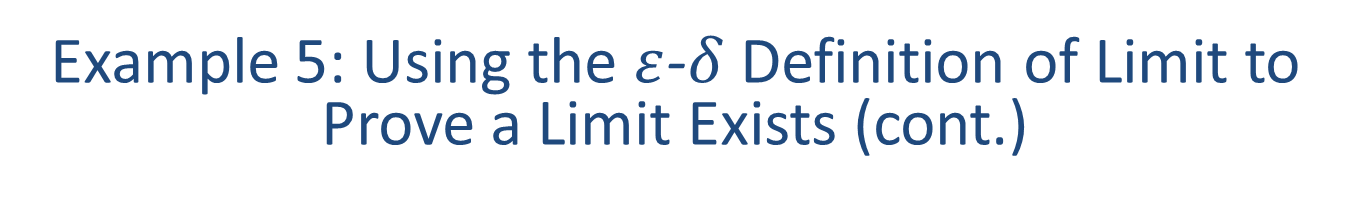 Example 5: Using the ε-δ Definition of Limit to
Prove a Limit Exists (cont.)